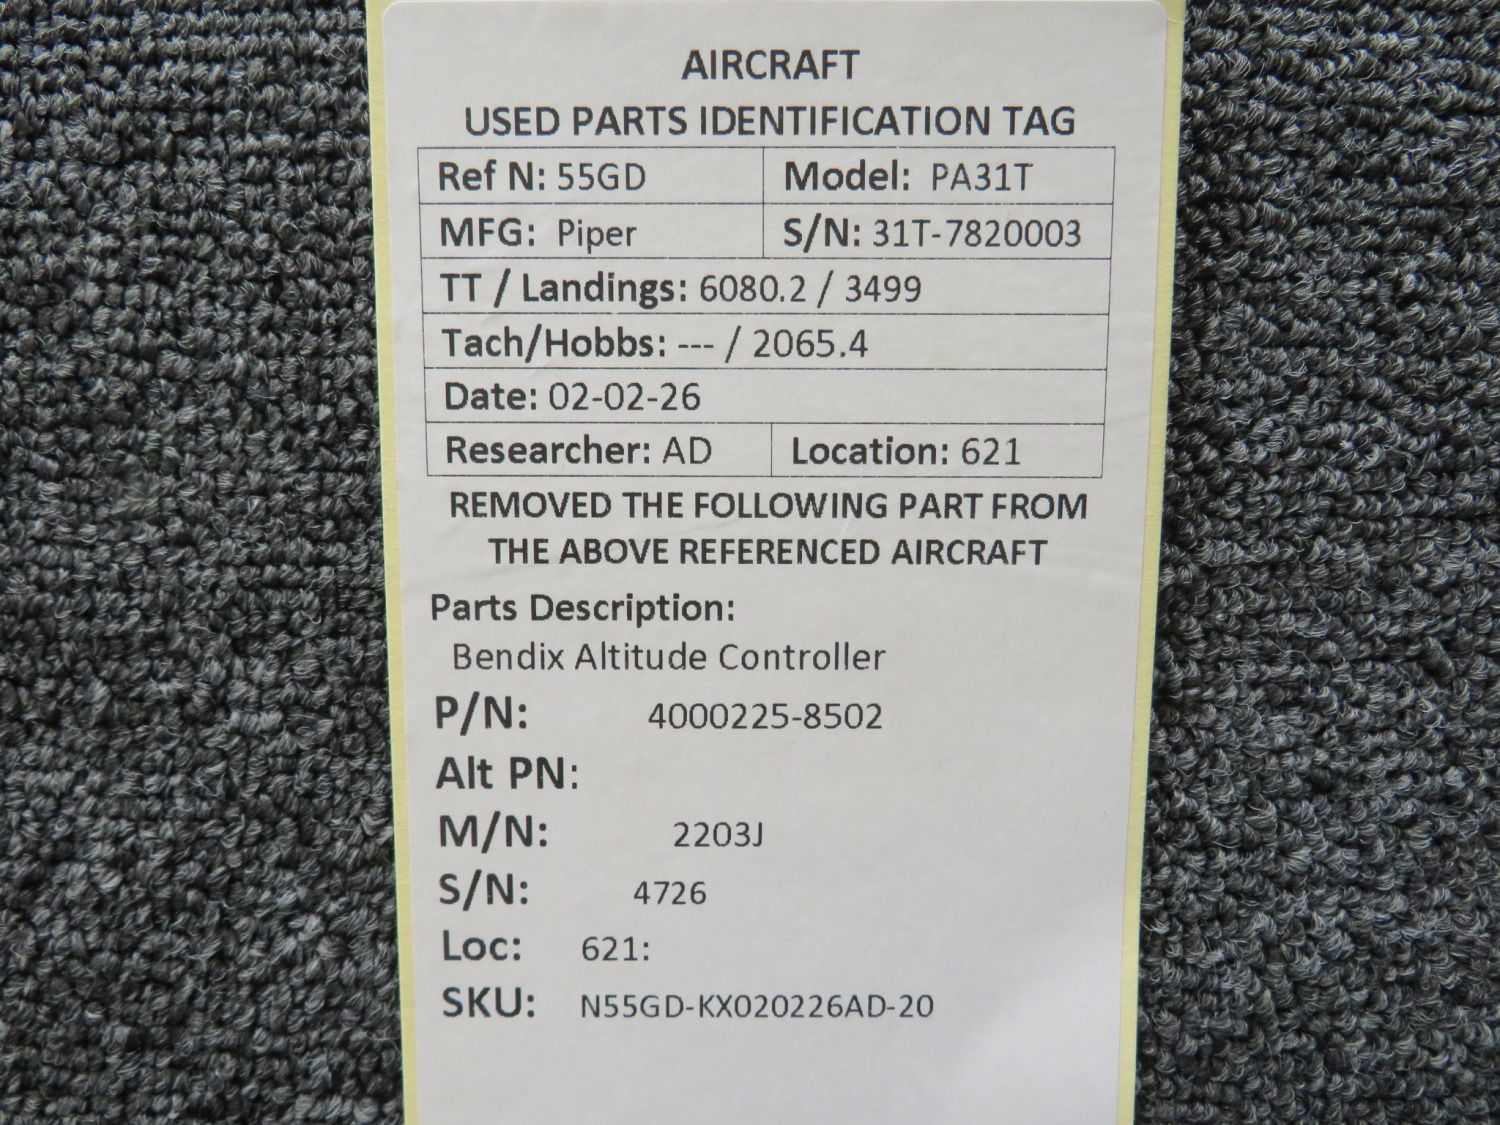 AIRCRAFT
USED PARTS IDENTIFICATION TAG
Ref N: 55GD Model: PA31T
MFG: Piper S/N: 31T-7820003
TT / Landings: 6080.2 / 3499
Tach/Hobbs: --- / 2065.4
Date: 02-02-26
Researcher: AD Location: 621
REMOVED THE FOLLOWING PART FROM
THE ABOVE REFERENCED AIRCRAFT
Parts Description:
Bendix Altitude Controller
P/N: 4000225-8502
Alt PN:
M/N: 2203J
S/N: 4726
Loc: 621:
SKU: N55GD-KX020226AD-20